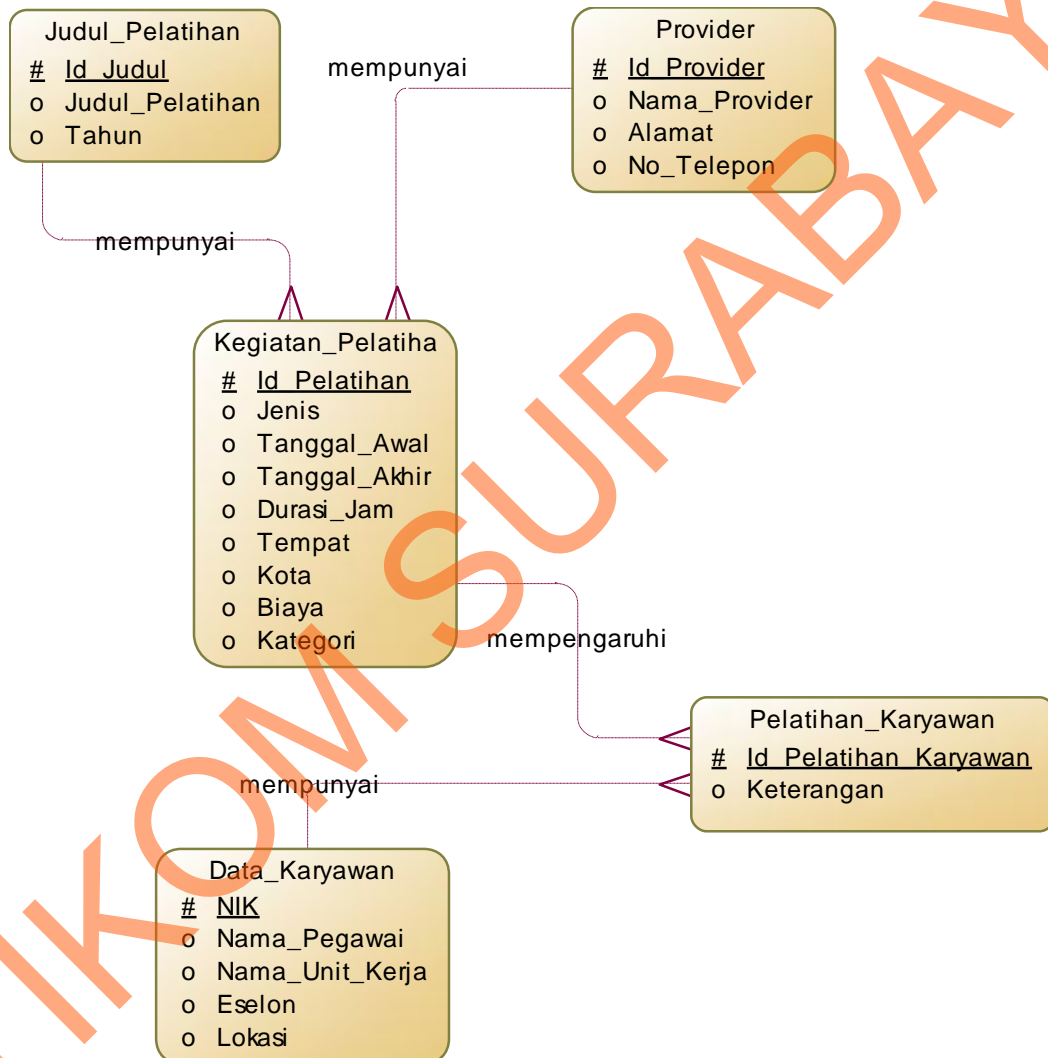 Judul_Pelatihan
# Id_Judul
o Judul_Pelatihan
o Tahun
mempunyai
Provider
# Id_Provider
o Nama_Provider
o Alamat
o No_Telepon
mempunyai
Kegiatan_Pelatiha
# Id_Pelatihan
o Jenis
o Tanggal_Awal
o Tanggal_Akhir
o Durasi_Jam
o Tempat
o Kota
o Biaya
o Kategori
mempengaruhi
Pelatihan_Karyawan
# Id_Pelatihan_Karyawan
o Keterangan
mempunyai
Data_Karyawan
# NIK
o Nama_Pegawai
o Nama_Unit_Kerja
o Eselon
o Lokasi
IKOM SURABAY